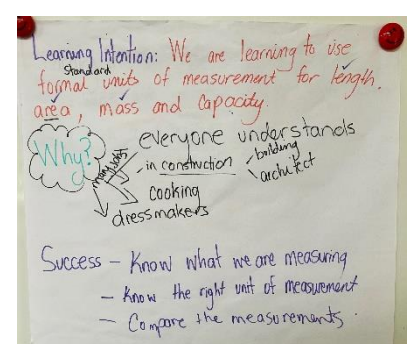 Learning Intention: We are learning to use
Standard
formal units of measurement for length,
area, mass and capacity.
Why?
everyone understands
many jobs
in construction
building
architect
cooking
dressmakers
Success - Know what we are measuring
- Know the right unit of measurement
- Compare the measurements.